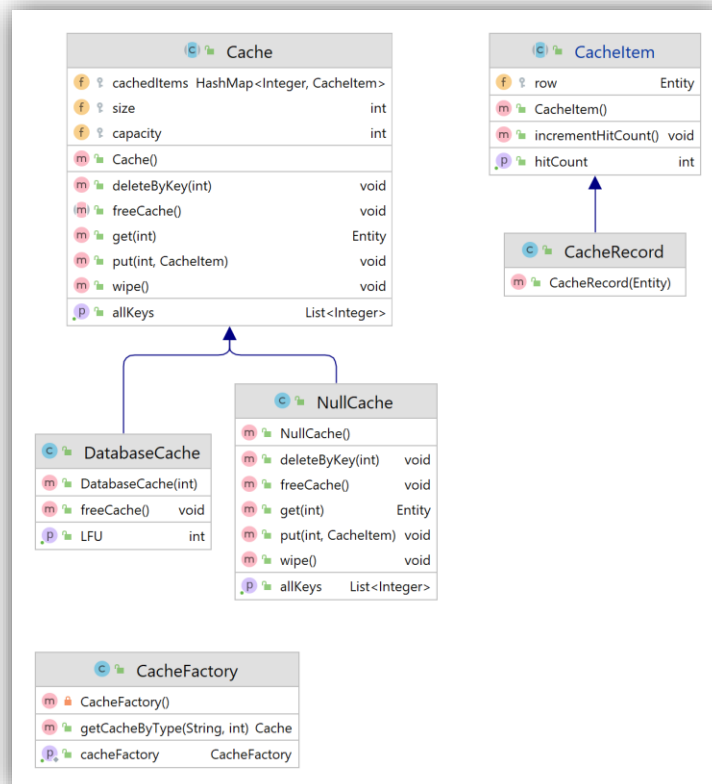 Cache
cachedItems HashMap<Integer, CacheItem>
size int
capacity int
Cache()
deleteByKey(int) void
freeCache() void
get(int) Entity
put(int, CacheItem) void
wipe() void
allKeys List<Integer>
CacheItem
row Entity
CacheItem()
incrementHitCount() void
hitCount int
CacheRecord
CacheRecord(Entity)
DatabaseCache
DatabaseCache(int)
freeCache() void
LFU int
NullCache
NullCache()
deleteByKey(int) void
freeCache() void
get(int) Entity
put(int, CacheItem) void
wipe() void
allKeys List<Integer>
CacheFactory
CacheFactory()
getCacheByType(String, int) Cache
cacheFactory CacheFactory